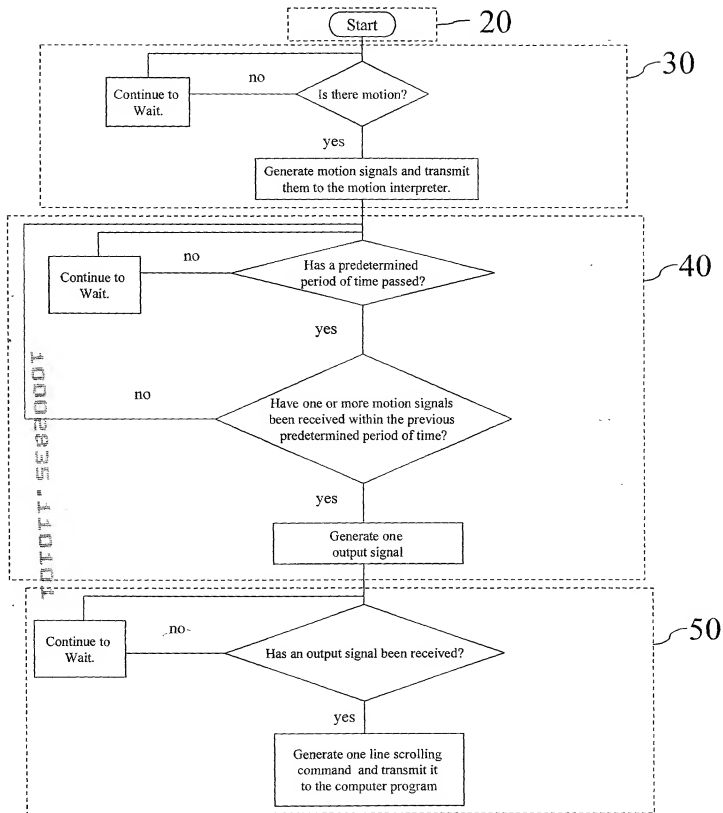 Start
20
30
no
Is there motion?
Continue to
Wait.
yes
Generate motion signals and transmit
them to the motion interpreter.
40
no
Has a predetermined
period of time passed?
Continue to
Wait.
yes
no
Have one or more motion signals
been received within the previous
predetermined period of time?
yes
Generate one
output signal
50
Continue to
Wait.
no
Has an output signal been received?
yes
Generate one line scrolling
command and transmit it
to the computer program